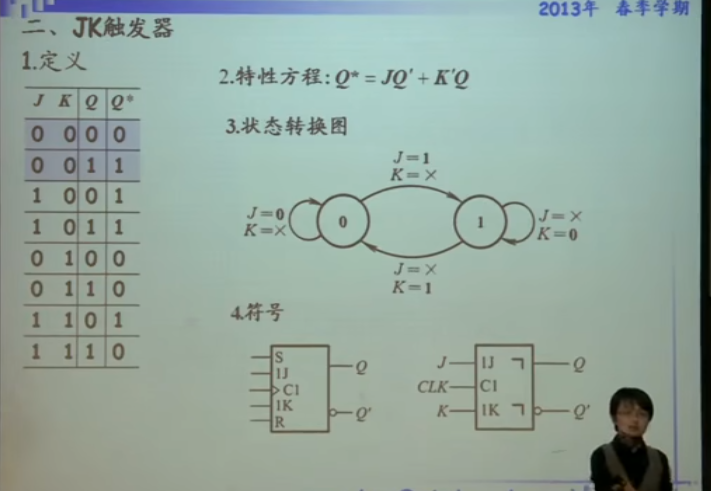 2013年 春季学期
二、JK触发器
1.定义
J K Q Q*
0 0 0 0
0 0 1 1
1 0 0 1
1 0 1 1
0 1 0 0
0 1 1 0
1 1 0 1
1 1 1 0
2.特性方程: Q* = JQ′ + K′Q
3.状态转换图
J=1
K=×
J=0
K=×
0
1
J=×
K=0
J=×
K=1
4.符号
S
1J
C1
1K
R
Q
Q′
J
CLK
K
1J
C1
1K
Q
Q′